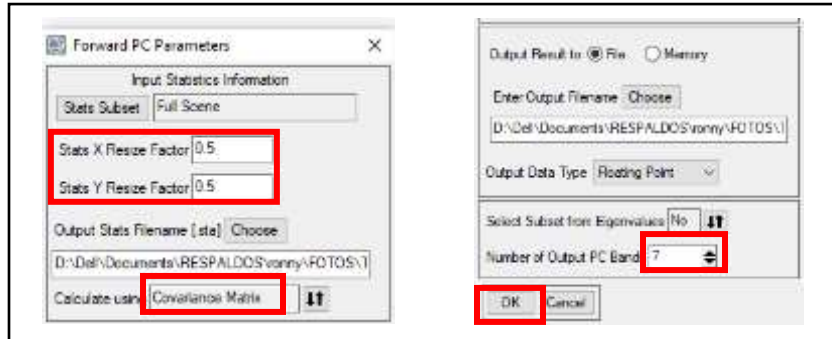 Forward PC Parameters
Input Statistics Information
Stats Subset Full Scene
Stats X Resize Factor 0.5
Stats Y Resize Factor 0.5
Output Stats Filename [.sta] Choose
D:\Dell\Documents\RESPALDOS\ronny\FOTOS\T
Calculate using Covariance Matrix
Output Result to File Memory
Enter Output Filename Choose
D:\Dell\Documents\RESPALDOS\ronny\FOTOS\T
Output Data Type Floating Point
Select Subset from Eigenvalues No
Number of Output PC Bands 7
OK Cancel